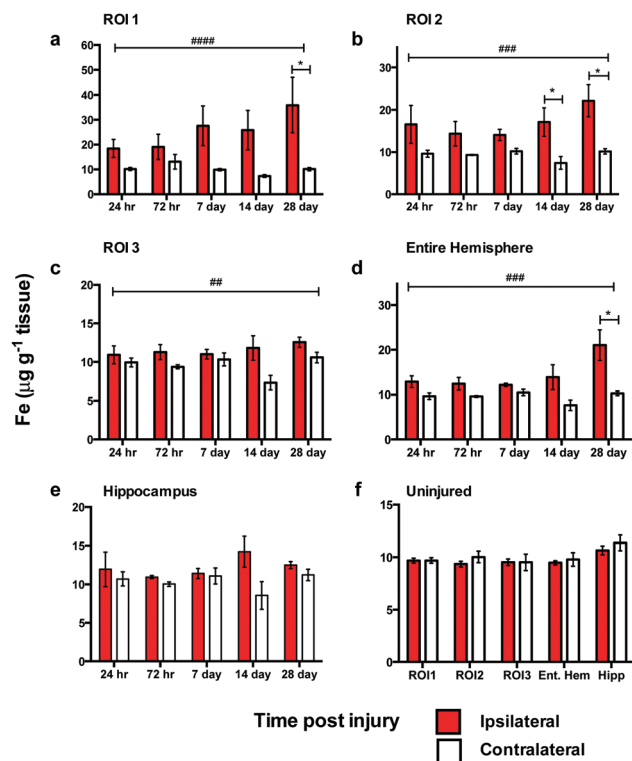 ROI 1
ROI 2
a
b
####
###
*
*
*
60
50
40
30
20
10
0
30
20
10
0
24 hr 72 hr 7 day 14 day 28 day
24 hr 72 hr 7 day 14 day 28 day
ROI 3
Entire Hemisphere
c
d
##
###
*
20
15
10
5
0
30
20
10
0
24 hr 72 hr 7 day 14 day 28 day
24 hr 72 hr 7 day 14 day 28 day
Fe (µg g-1 tissue)
e Hippocampus
f Uninjured
20
15
10
5
0
15
10
5
0
24 hr 72 hr 7 day 14 day 28 day
ROI1 ROI2 ROI3 Ent. Hem Hipp
Time post injury
Ipsilateral
Contralateral